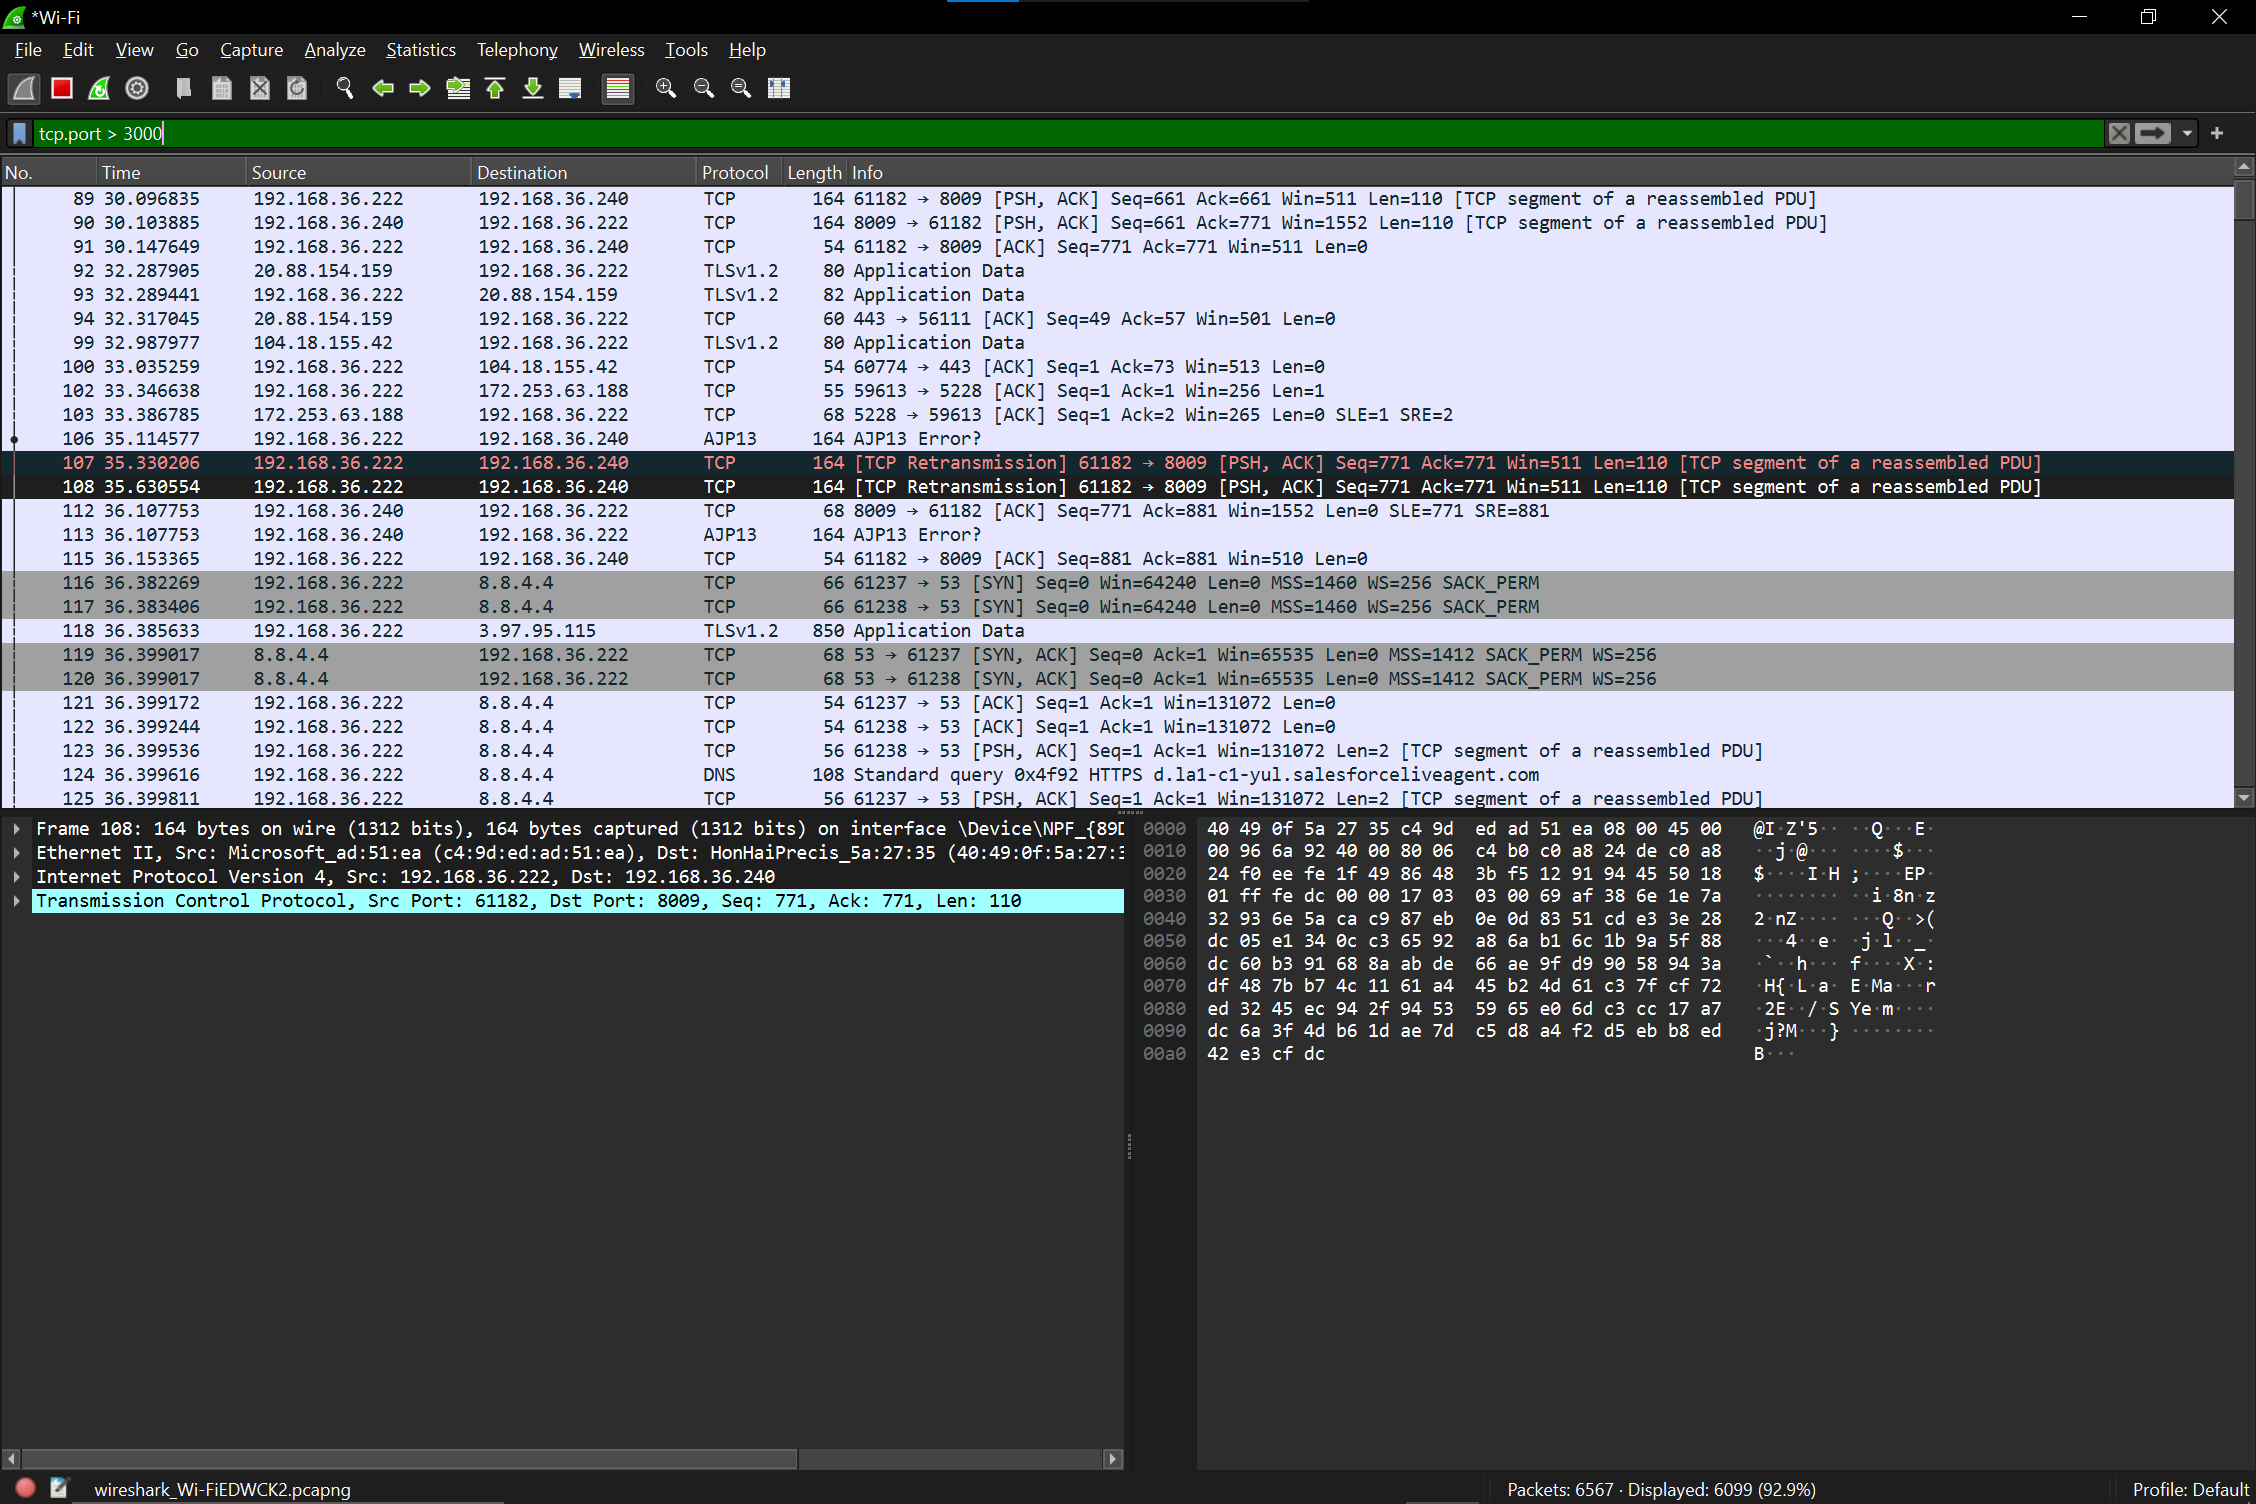 *Wi-Fi
File Edit View Go Capture Analyze Statistics Telephony Wireless Tools Help
tcp.port > 3000
No. Time Source Destination Protocol Length Info
89 30.096835 192.168.36.222 192.168.36.240 TCP 164 61182 → 8009 [PSH, ACK] Seq=661 Ack=661 Win=511 Len=110 [TCP segment of a reassembled PDU]
90 30.103885 192.168.36.240 192.168.36.222 TCP 164 8009 → 61182 [PSH, ACK] Seq=661 Ack=771 Win=1552 Len=110 [TCP segment of a reassembled PDU]
91 30.147649 192.168.36.222 192.168.36.240 TCP 54 61182 → 8009 [ACK] Seq=771 Ack=771 Win=511 Len=0
92 32.287905 20.88.154.159 192.168.36.222 TLSv1.2 80 Application Data
93 32.289441 192.168.36.222 20.88.154.159 TLSv1.2 82 Application Data
94 32.317045 20.88.154.159 192.168.36.222 TCP 60 443 → 56111 [ACK] Seq=49 Ack=57 Win=501 Len=0
99 32.987977 104.18.155.42 192.168.36.222 TLSv1.2 80 Application Data
100 33.035259 192.168.36.222 104.18.155.42 TCP 54 60774 → 443 [ACK] Seq=1 Ack=73 Win=513 Len=0
102 33.346638 192.168.36.222 172.253.63.188 TCP 55 59613 → 5228 [ACK] Seq=1 Ack=1 Win=256 Len=1
103 33.386785 172.253.63.188 192.168.36.222 TCP 68 5228 → 59613 [ACK] Seq=1 Ack=2 Win=265 Len=0 SLE=1 SRE=2
106 35.114577 192.168.36.222 192.168.36.240 AJP13 164 AJP13 Error?
107 35.330206 192.168.36.222 192.168.36.240 TCP 164 [TCP Retransmission] 61182 → 8009 [PSH, ACK] Seq=771 Ack=771 Win=511 Len=110 [TCP segment of a reassembled PDU]
108 35.630554 192.168.36.222 192.168.36.240 TCP 164 [TCP Retransmission] 61182 → 8009 [PSH, ACK] Seq=771 Ack=771 Win=511 Len=110 [TCP segment of a reassembled PDU]
112 36.107753 192.168.36.240 192.168.36.222 TCP 68 8009 → 61182 [ACK] Seq=771 Ack=881 Win=1552 Len=0 SLE=771 SRE=881
113 36.107753 192.168.36.240 192.168.36.222 AJP13 164 AJP13 Error?
115 36.153365 192.168.36.222 192.168.36.240 TCP 54 61182 → 8009 [ACK] Seq=881 Ack=881 Win=510 Len=0
116 36.382269 192.168.36.222 8.8.4.4 TCP 66 61237 → 53 [SYN] Seq=0 Win=64240 Len=0 MSS=1460 WS=256 SACK_PERM
117 36.383406 192.168.36.222 8.8.4.4 TCP 66 61238 → 53 [SYN] Seq=0 Win=64240 Len=0 MSS=1460 WS=256 SACK_PERM
118 36.385633 192.168.36.222 3.97.95.115 TLSv1.2 850 Application Data
119 36.399017 8.8.4.4 192.168.36.222 TCP 68 53 → 61237 [SYN, ACK] Seq=0 Ack=1 Win=65535 Len=0 MSS=1412 SACK_PERM WS=256
120 36.399017 8.8.4.4 192.168.36.222 TCP 68 53 → 61238 [SYN, ACK] Seq=0 Ack=1 Win=65535 Len=0 MSS=1412 SACK_PERM WS=256
121 36.399172 192.168.36.222 8.8.4.4 TCP 54 61237 → 53 [ACK] Seq=1 Ack=1 Win=131072 Len=0
122 36.399244 192.168.36.222 8.8.4.4 TCP 54 61238 → 53 [ACK] Seq=1 Ack=1 Win=131072 Len=0
123 36.399536 192.168.36.222 8.8.4.4 TCP 56 61238 → 53 [PSH, ACK] Seq=1 Ack=1 Win=131072 Len=2 [TCP segment of a reassembled PDU]
124 36.399616 192.168.36.222 8.8.4.4 DNS 108 Standard query 0x4f92 HTTPS d.la1-c1-yul.salesforceliveagent.com
125 36.399811 192.168.36.222 8.8.4.4 TCP 56 61237 → 53 [PSH, ACK] Seq=1 Ack=1 Win=131072 Len=2 [TCP segment of a reassembled PDU]
Frame 108: 164 bytes on wire (1312 bits), 164 bytes captured (1312 bits) on interface \Device\NPF_{89D
Ethernet II, Src: Microsoft_ad:51:ea (c4:9d:ed:ad:51:ea), Dst: HonHaiPrecis_5a:27:35 (40:49:0f:5a:27:3
Internet Protocol Version 4, Src: 192.168.36.222, Dst: 192.168.36.240
Transmission Control Protocol, Src Port: 61182, Dst Port: 8009, Seq: 771, Ack: 771, Len: 110
0000 40 49 0f 5a 27 35 c4 9d ed ad 51 ea 08 00 45 00 @I·Z'5·· ··Q···E·
0010 00 96 6a 92 40 00 80 06 c4 b0 c0 a8 24 de c0 a8 ··j·@··· ····$···
0020 24 f0 ee fe 1f 49 86 48 3b f5 12 91 94 45 50 18 $····I·H ;····EP·
0030 01 ff fe dc 00 00 17 03 03 00 69 af 38 6e 1e 7a ········ ··i·8n·z
0040 32 93 6e 5a ca c9 87 eb 0e 0d 83 51 cd e3 3e 28 2·nZ···· ···Q··>(
0050 dc 05 e1 34 0c c3 65 92 a8 6a b1 6c 1b 9a 5f 88 ···4··e· ·j·l··_·
0060 dc 60 b3 91 68 8a ab de 66 ae 9f d9 90 58 94 3a ·`··h··· f····X·:
0070 df 48 7b b7 4c 11 61 a4 45 b2 4d 61 c3 7f cf 72 ·H{·L·a· E·Ma···r
0080 ed 32 45 ec 94 2f 94 53 59 65 e0 6d c3 cc 17 a7 ·2E··/·S Ye·m····
0090 dc 6a 3f 4d b6 1d ae 7d c5 d8 a4 f2 d5 eb b8 ed ·j?M···} ········
00a0 42 e3 cf dc B···
wireshark_Wi-FiEDWCK2.pcapng
Packets: 6567 · Displayed: 6099 (92.9%)
Profile: Default